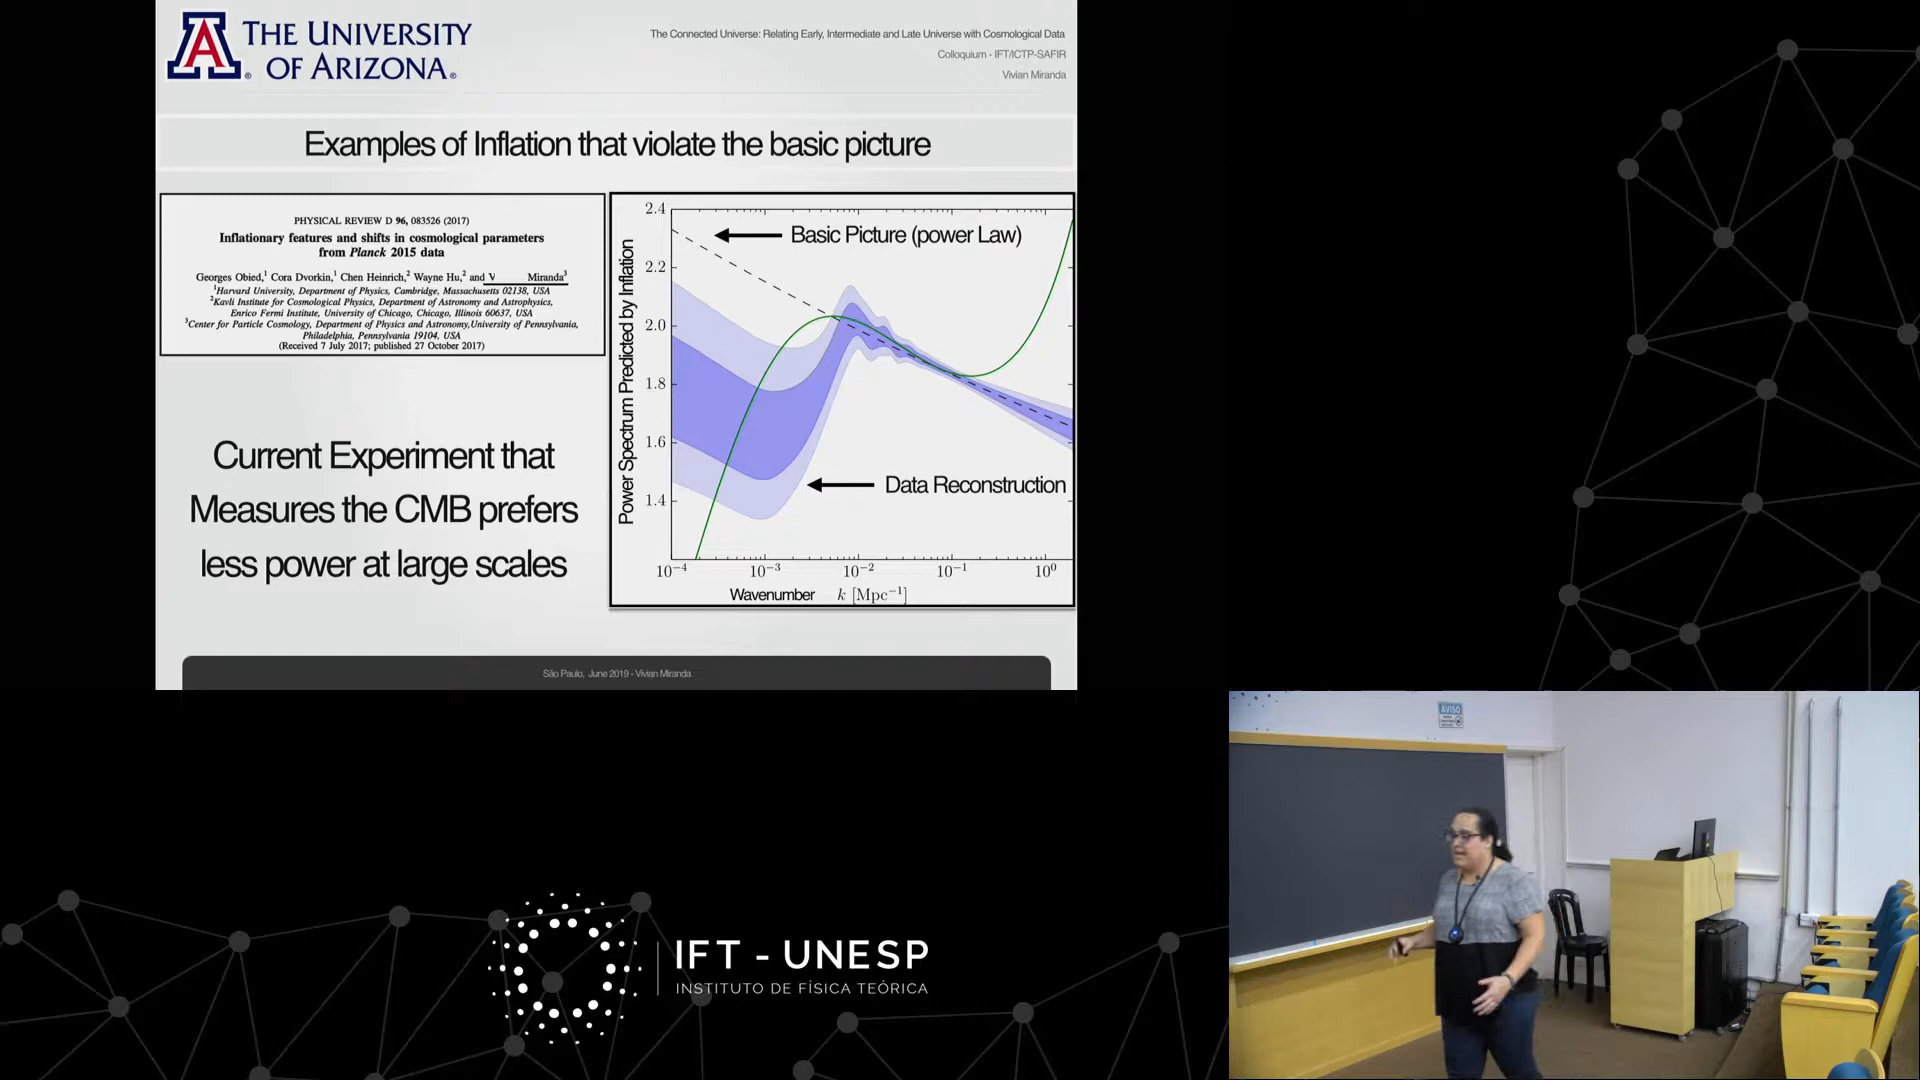 THE UNIVERSITY
OF ARIZONA.
The Connected Universe: Relating Early, Intermediate and Late Universe with Cosmological Data
Colloquium - IFT/ICTP-SAFIR
Vivian Miranda
Examples of Inflation that violate the basic picture
PHYSICAL REVIEW D 96, 083526 (2017)
Inflationary features and shifts in cosmological parameters
from Planck 2015 data
Georges Obied,1 Cora Dvorkin,1 Chen Heinrich,2 Wayne Hu,2 and V Miranda3
1Harvard University, Department of Physics, Cambridge, Massachusetts 02138, USA
2Kavli Institute for Cosmological Physics, Department of Astronomy and Astrophysics,
Enrico Fermi Institute, University of Chicago, Chicago, Illinois 60637, USA
3Center for Particle Cosmology, Department of Physics and Astronomy,University of Pennsylvania,
Philadelphia, Pennsylvania 19104, USA
(Received 7 July 2017; published 27 October 2017)
Current Experiment that
Measures the CMB prefers
less power at large scales
Power Spectrum Predicted by Inflation
2.4
2.2
2.0
1.8
1.6
1.4
Basic Picture (power Law)
Data Reconstruction
10−4 10−3 10−2 10−1 100
Wavenumber k [Mpc−1]
São Paulo, June 2019 - Vivian Miranda
AVISO
IFT - UNESP
INSTITUTO DE FÍSICA TEÓRICA